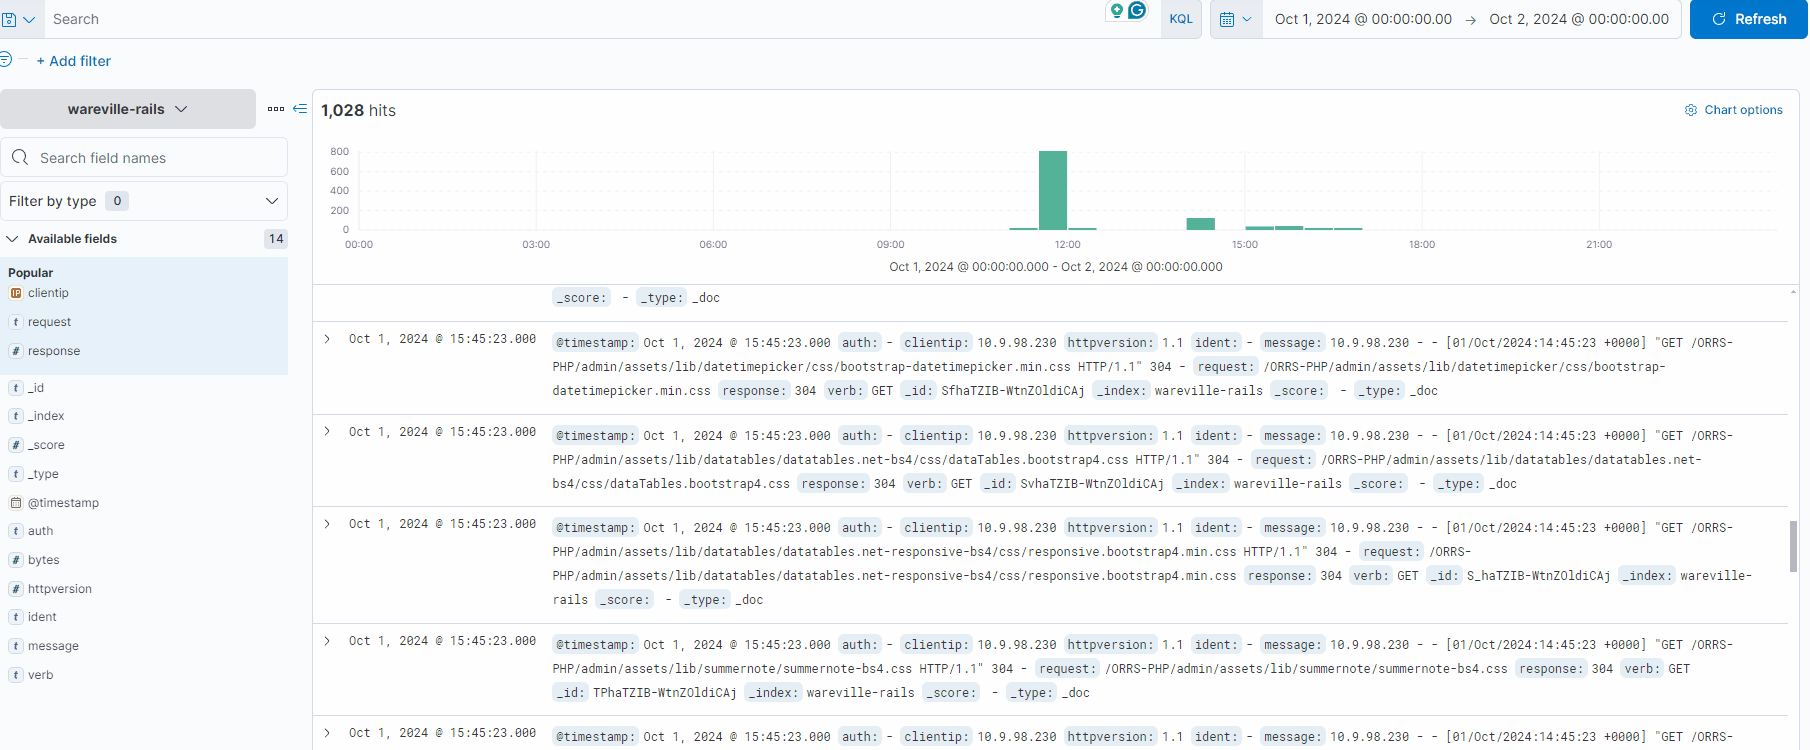 Search
KQL
Oct 1, 2024 @ 00:00:00.00 → Oct 2, 2024 @ 00:00:00.00
Refresh
+ Add filter
wareville-rails
Search field names
Filter by type 0
Available fields 14
Popular
clientip
request
response
_id
_index
_score
_type
@timestamp
auth
bytes
httpversion
ident
message
verb
1,028 hits
Chart options
800
600
400
200
0
00:00 03:00 06:00 09:00 12:00 15:00 18:00 21:00
Oct 1, 2024 @ 00:00:00.000 - Oct 2, 2024 @ 00:00:00.000
_score: - _type: _doc
Oct 1, 2024 @ 15:45:23.000 @timestamp: Oct 1, 2024 @ 15:45:23.000 auth: - clientip: 10.9.98.230 httpversion: 1.1 ident: - message: 10.9.98.230 - - [01/Oct/2024:14:45:23 +0000] "GET /ORRS-
PHP/admin/assets/lib/datetimepicker/css/bootstrap-datetimepicker.min.css HTTP/1.1" 304 - request: /ORRS-PHP/admin/assets/lib/datetimepicker/css/bootstrap-
datetimepicker.min.css response: 304 verb: GET _id: SfhaTZIB-WtnZOldiCAj _index: wareville-rails _score: - _type: _doc
Oct 1, 2024 @ 15:45:23.000 @timestamp: Oct 1, 2024 @ 15:45:23.000 auth: - clientip: 10.9.98.230 httpversion: 1.1 ident: - message: 10.9.98.230 - - [01/Oct/2024:14:45:23 +0000] "GET /ORRS-
PHP/admin/assets/lib/datatables/datatables.net-bs4/css/dataTables.bootstrap4.css HTTP/1.1" 304 - request: /ORRS-PHP/admin/assets/lib/datatables/datatables.net-
bs4/css/dataTables.bootstrap4.css response: 304 verb: GET _id: SvhaTZIB-WtnZOldiCAj _index: wareville-rails _score: - _type: _doc
Oct 1, 2024 @ 15:45:23.000 @timestamp: Oct 1, 2024 @ 15:45:23.000 auth: - clientip: 10.9.98.230 httpversion: 1.1 ident: - message: 10.9.98.230 - - [01/Oct/2024:14:45:23 +0000] "GET /ORRS-
PHP/admin/assets/lib/datatables/datatables.net-responsive-bs4/css/responsive.bootstrap4.min.css HTTP/1.1" 304 - request: /ORRS-
PHP/admin/assets/lib/datatables/datatables.net-responsive-bs4/css/responsive.bootstrap4.min.css response: 304 verb: GET _id: S_haTZIB-WtnZOldiCAj _index: wareville-
rails _score: - _type: _doc
Oct 1, 2024 @ 15:45:23.000 @timestamp: Oct 1, 2024 @ 15:45:23.000 auth: - clientip: 10.9.98.230 httpversion: 1.1 ident: - message: 10.9.98.230 - - [01/Oct/2024:14:45:23 +0000] "GET /ORRS-
PHP/admin/assets/lib/summernote/summernote-bs4.css HTTP/1.1" 304 - request: /ORRS-PHP/admin/assets/lib/summernote/summernote-bs4.css response: 304 verb: GET
_id: TPhaTZIB-WtnZOldiCAj _index: wareville-rails _score: - _type: _doc
Oct 1, 2024 @ 15:45:23.000 @timestamp: Oct 1, 2024 @ 15:45:23.000 auth: - clientip: 10.9.98.230 httpversion: 1.1 ident: - message: 10.9.98.230 - - [01/Oct/2024:14:45:23 +0000] "GET /ORRS-